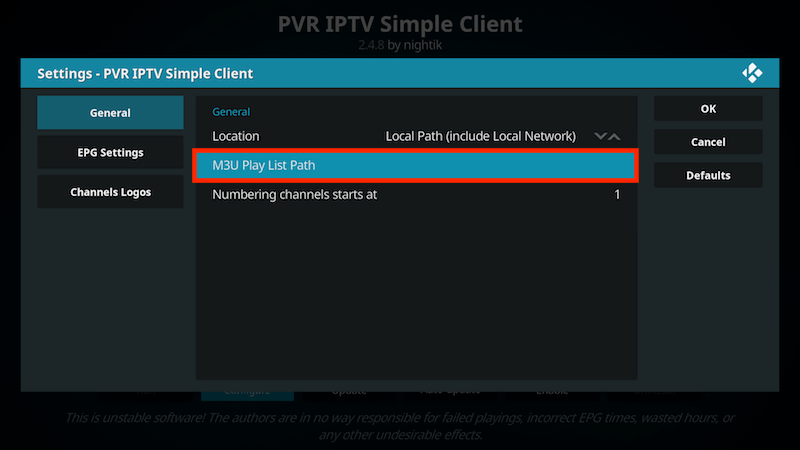 PVR IPTV Simple Client
2.4.8 by nightik
Settings - PVR IPTV Simple Client
General
EPG Settings
Channels Logos
General
Location Local Path (include Local Network)
M3U Play List Path
Numbering channels starts at 1
OK
Cancel
Defaults
Configure Update Auto-update Enable
This is unstable software! The authors are in no way responsible for failed playings, incorrect EPG times, wasted hours, or
any other undesirable effects.